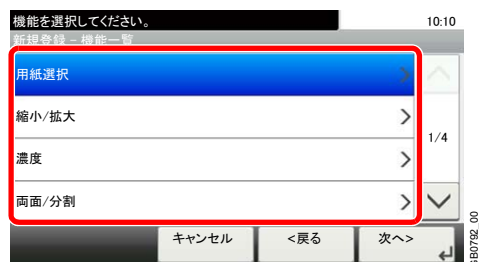 機能を選択してください。 10:10
新規登録 - 機能一覧
用紙選択
縮小/拡大
1/4
濃度
両面/分割
キャンセル <戻る 次へ>
GB0792_00